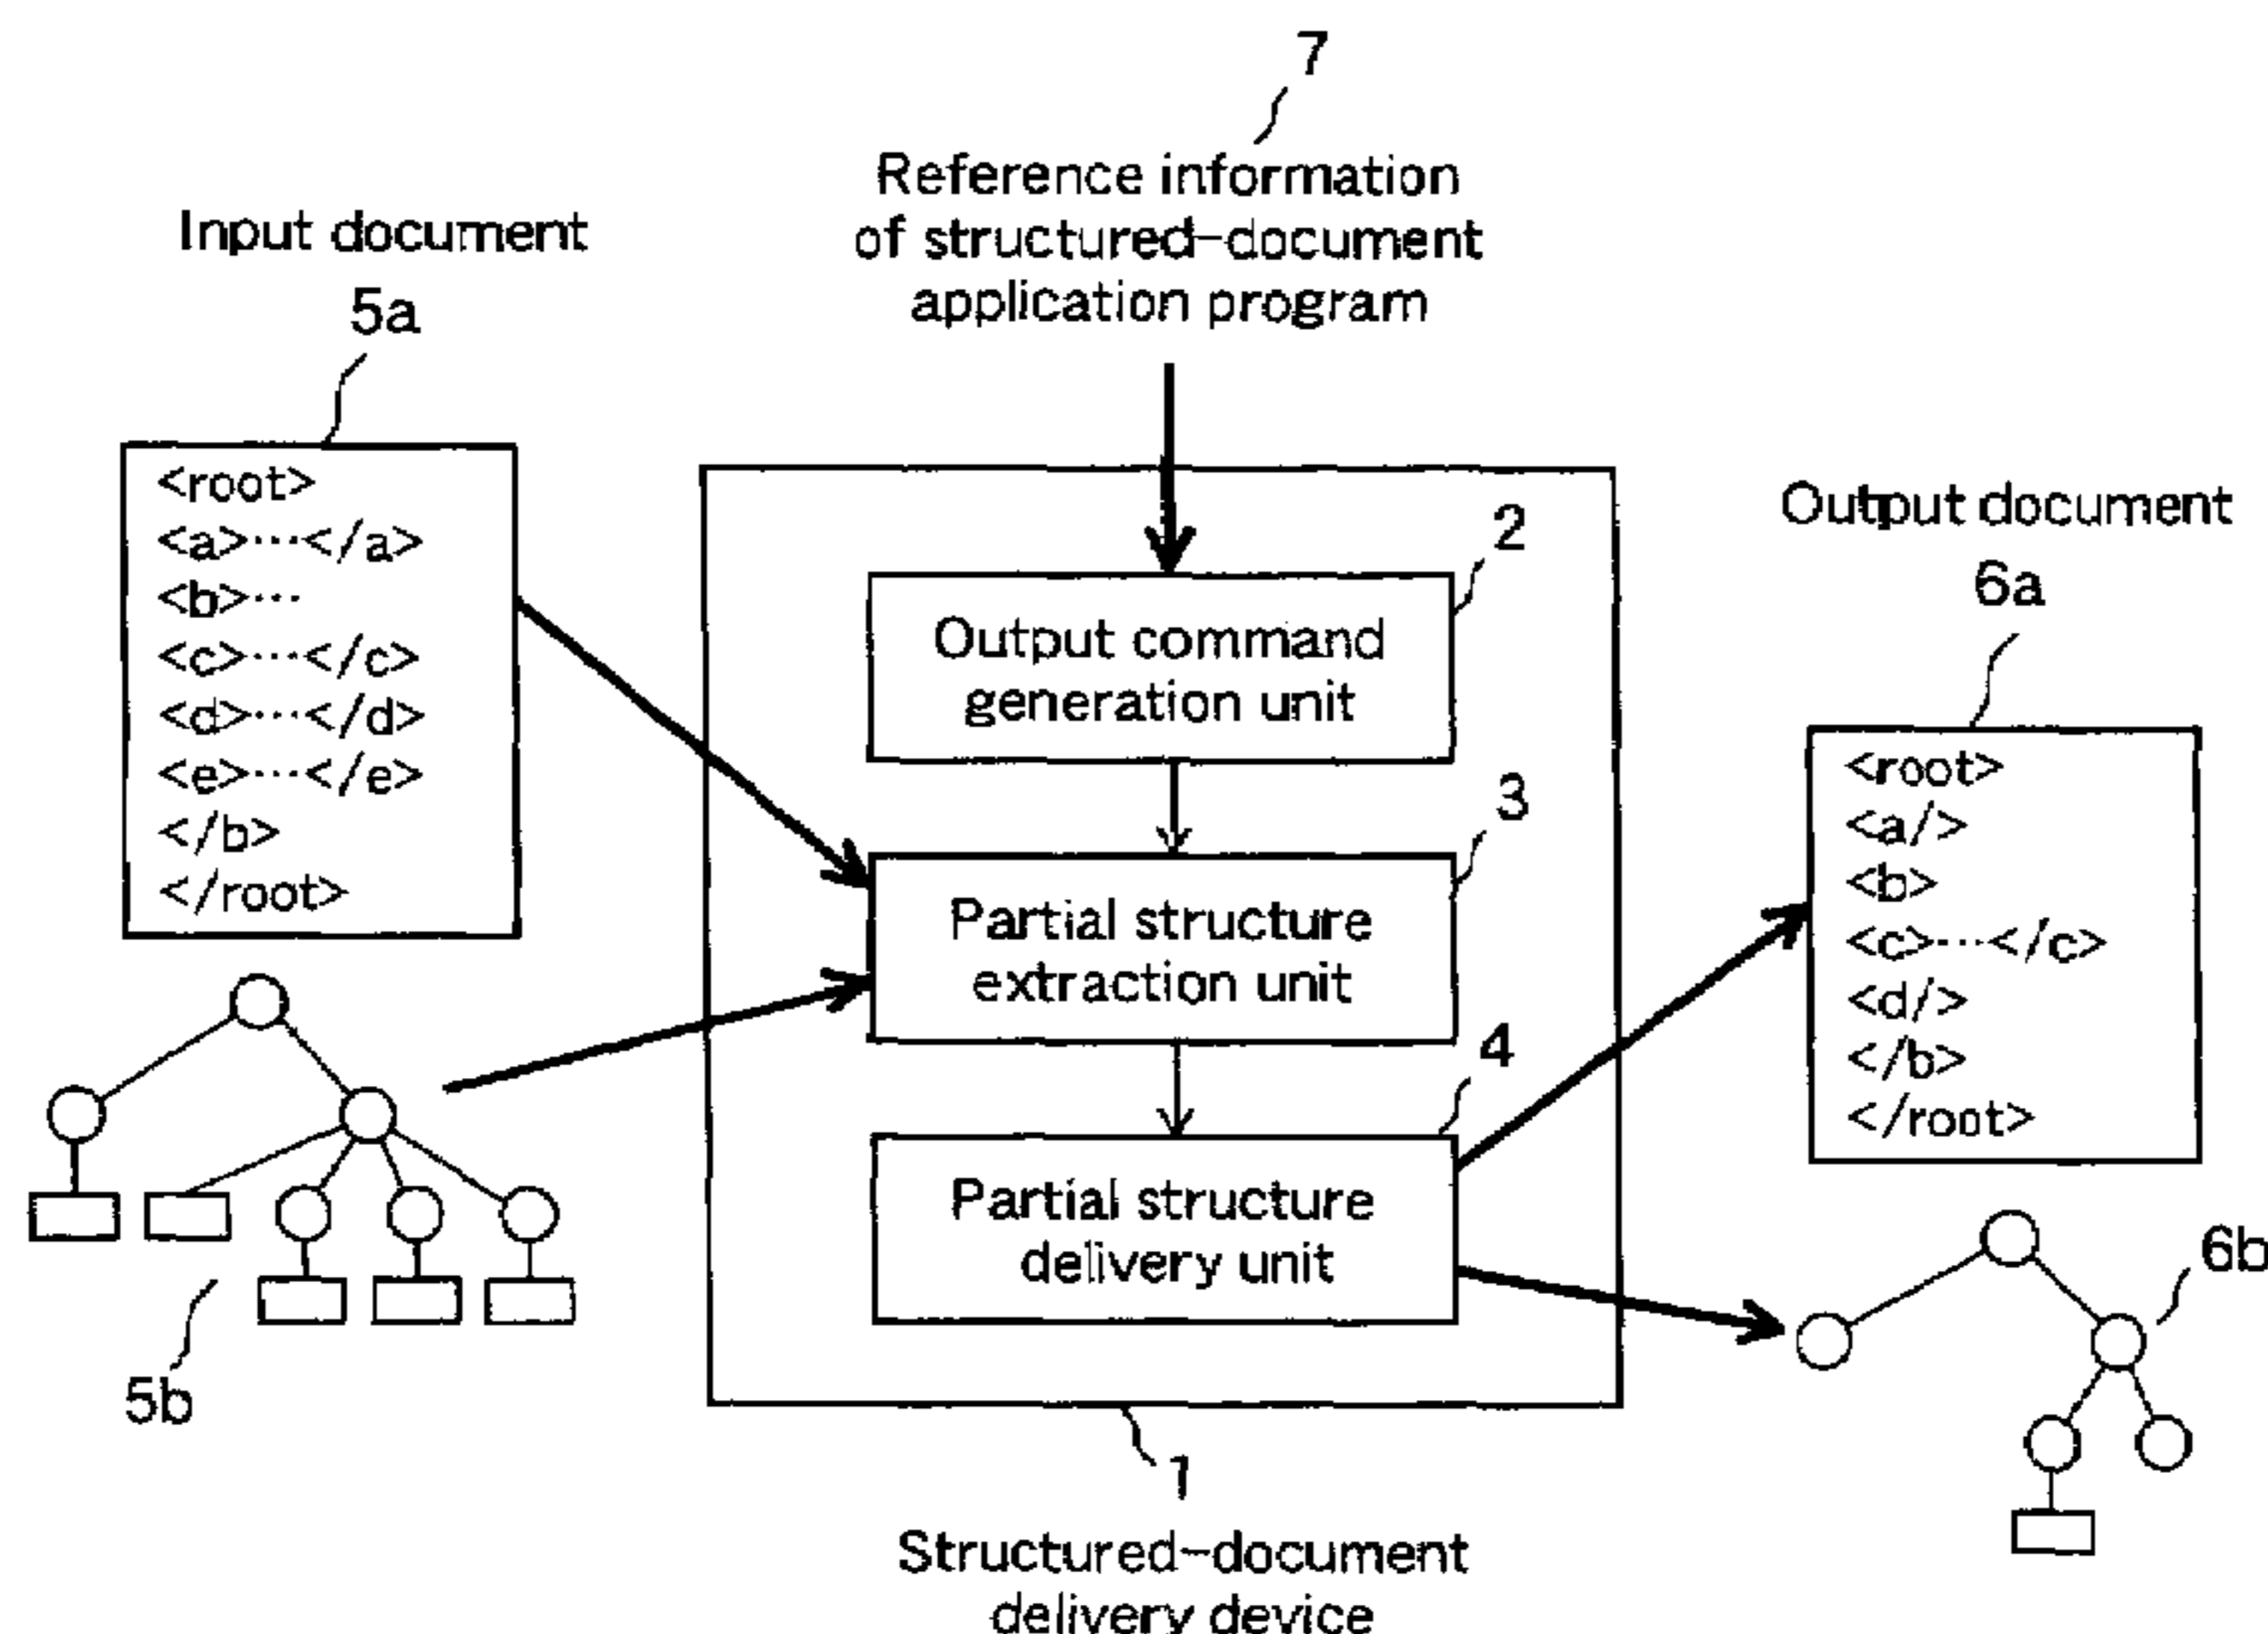 7
Reference information
of structured-document
application program
Input document
5a
<root>
<a>···</a>
<b>···
<c>···</c>
<d>···</d>
<e>···</e>
</b>
</root>
5b
2
Output command
generation unit
3
Partial structure
extraction unit
4
Partial structure
delivery unit
1
Structured-document
delivery device
Output document
6a
<root>
<a/>
<b>
<c>···</c>
<d/>
</b>
</root>
6b